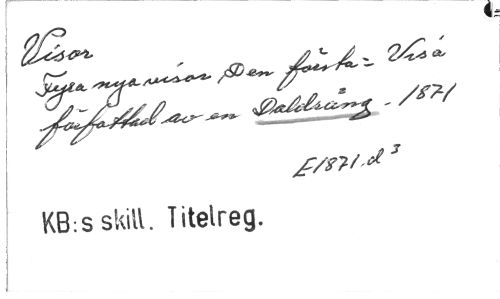 Visor
Fyra nya visor, Den första = Visa
författad av en Daldräng. 1871
E1871.d³
KB:s skill. Titelreg.